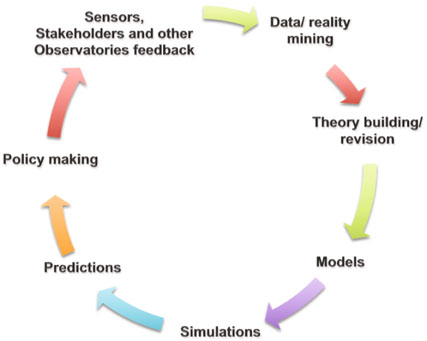 Sensors,
Stakeholders and other
Observatories feedback
Data/ reality
mining
Theory building/
revision
Models
Simulations
Predictions
Policy making